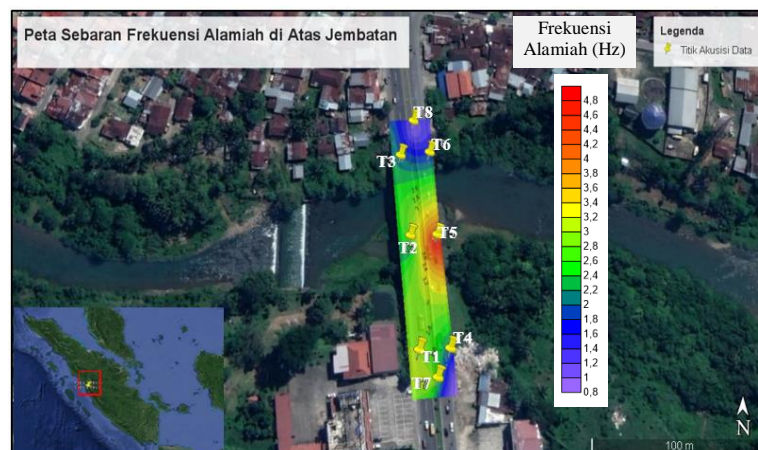 Peta Sebaran Frekuensi Alamiah di Atas Jembatan
Frekuensi
Alamiah (Hz)
Legenda
Titik Akusisi Data
4,8
4,6
4,4
4,2
4
3,8
3,6
3,4
3,2
3
2,8
2,6
2,4
2,2
2
1,8
1,6
1,4
1,2
1
0,8
T8
T3
T6
T2
T5
T1
T4
T7
N
100 m